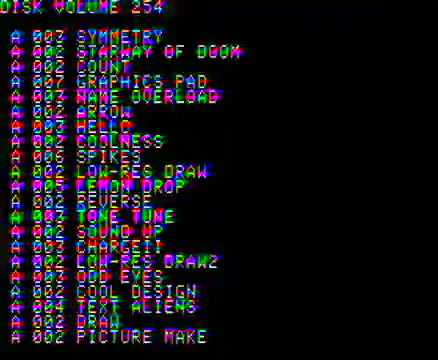 DISK VOLUME 254
A 003 SYMMETRY
A 002 STARWAY OF DOOM
A 002 COUNT
A 007 GRAPHICS PAD
A 003 NAME OVERLOAD
A 002 ARROW
A 003 HELLO
A 002 COOLNESS
A 006 SPIKES
A 002 LOW-RES DRAW
A 005 LEMON DROP
A 002 REVERSE
A 003 TONE TUNE
A 002 SOUND UP
A 003 CHARGE!!
A 002 LOW-RES DRAW2
A 003 ODD EYES
A 002 COOL DESIGN
A 004 TEXT ALIENS
A 002 DRAW
A 002 PICTURE MAKE